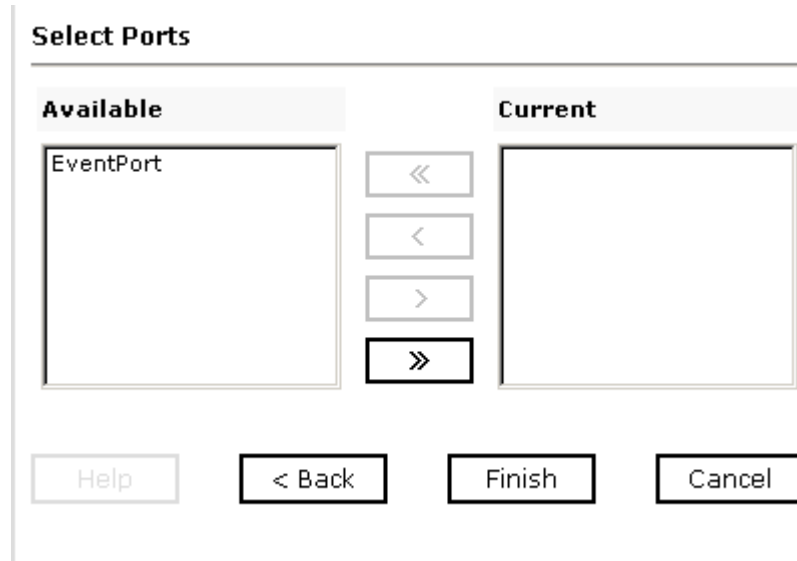 Select Ports
Available Current
EventPort
«
<
>
»
Help < Back Finish Cancel